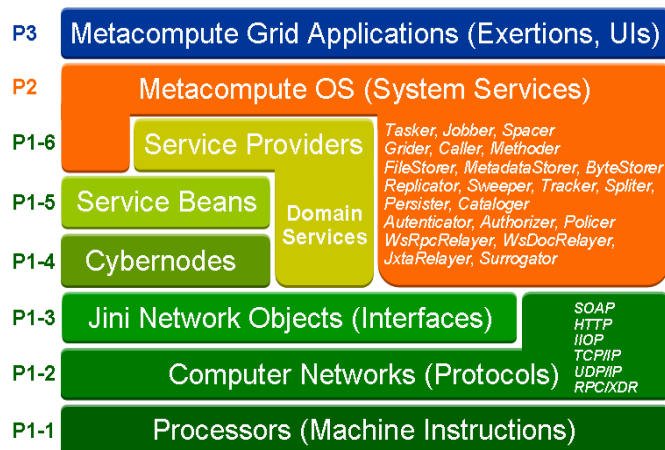 P3 Metacompute Grid Applications (Exertions, UIs)
P2 Metacompute OS (System Services)
P1-6 Service Providers
Tasker, Jobber, Spacer
Grider, Caller, Methoder
FileStorer, MetadataStorer, ByteStorer
Replicator, Sweeper, Tracker, Spliter,
Persister, Cataloger
Autenticator, Authorizer, Policer
WsRpcRelayer, WsDocRelayer,
JxtaRelayer, Surrogator
P1-5 Service Beans
Domain
Services
P1-4 Cybernodes
P1-3 Jini Network Objects (Interfaces)
SOAP
HTTP
IIOP
TCP/IP
UDP/IP
RPC/XDR
P1-2 Computer Networks (Protocols)
P1-1 Processors (Machine Instructions)